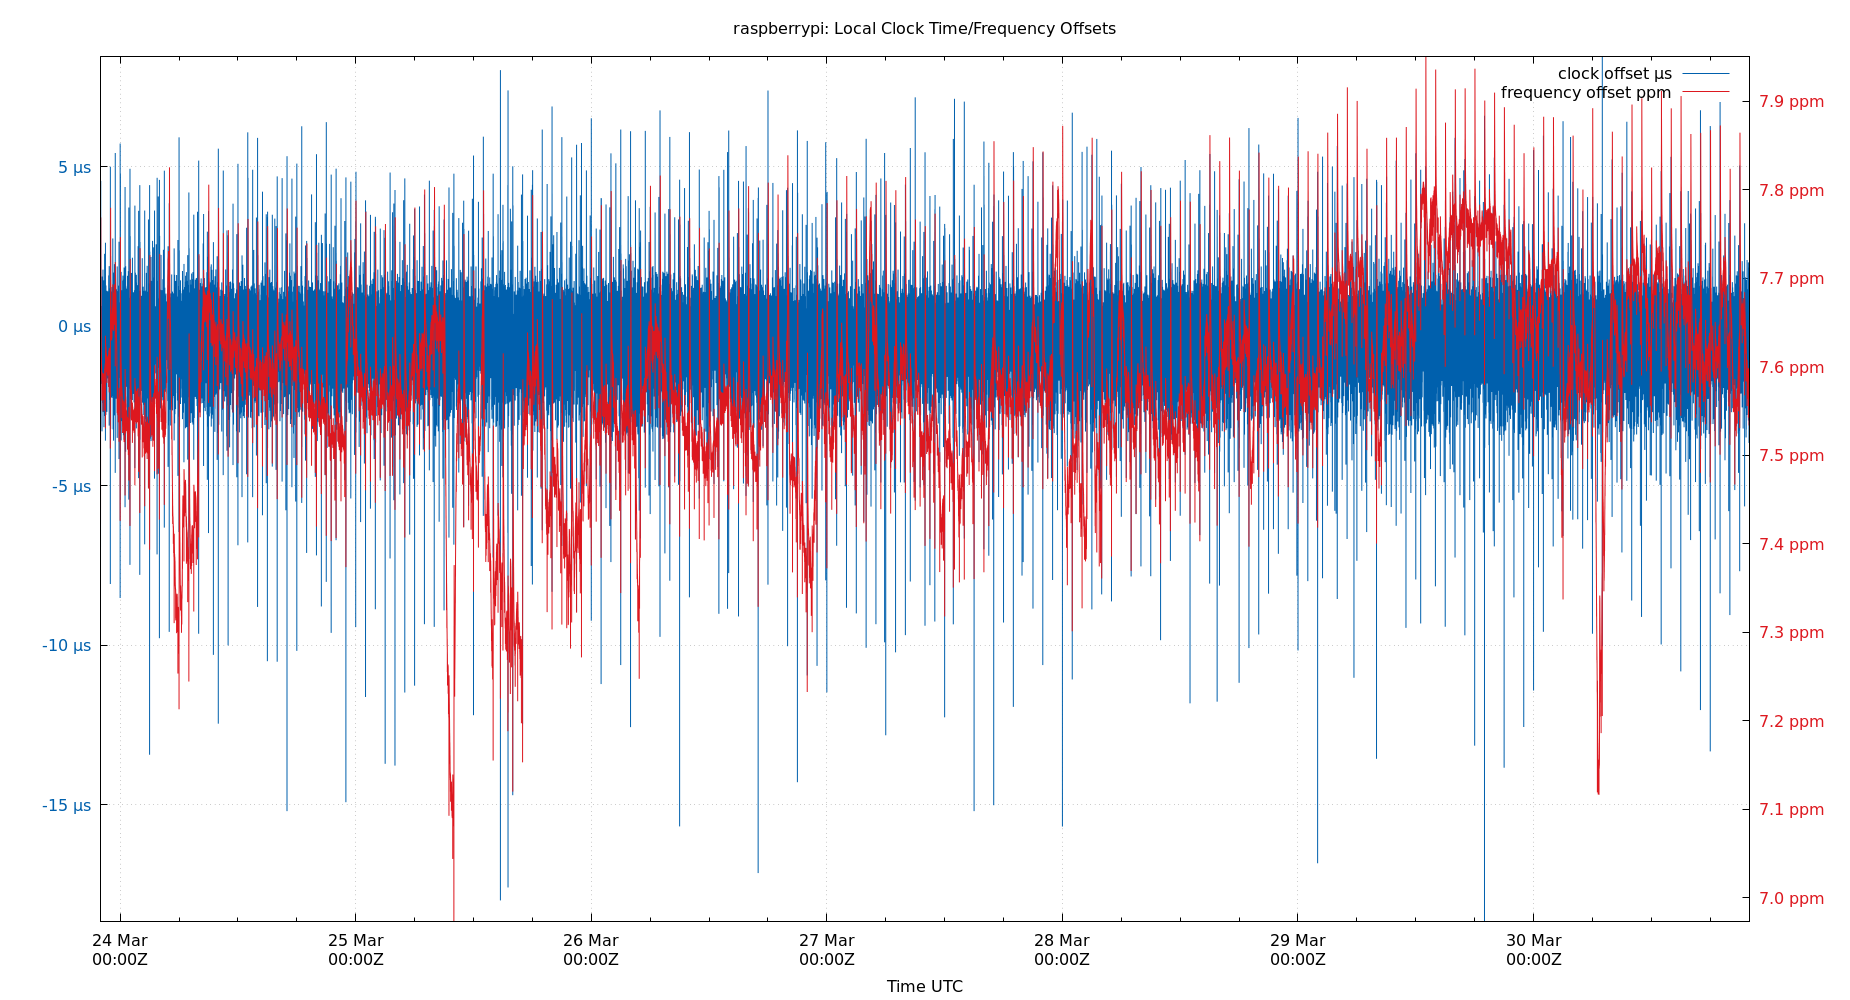 raspberrypi: Local Clock Time/Frequency Offsets
clock offset µs
frequency offset ppm
5 µs
0 µs
-5 µs
-10 µs
-15 µs
7.9 ppm
7.8 ppm
7.7 ppm
7.6 ppm
7.5 ppm
7.4 ppm
7.3 ppm
7.2 ppm
7.1 ppm
7.0 ppm
24 Mar
00:00Z
25 Mar
00:00Z
26 Mar
00:00Z
27 Mar
00:00Z
28 Mar
00:00Z
29 Mar
00:00Z
30 Mar
00:00Z
Time UTC